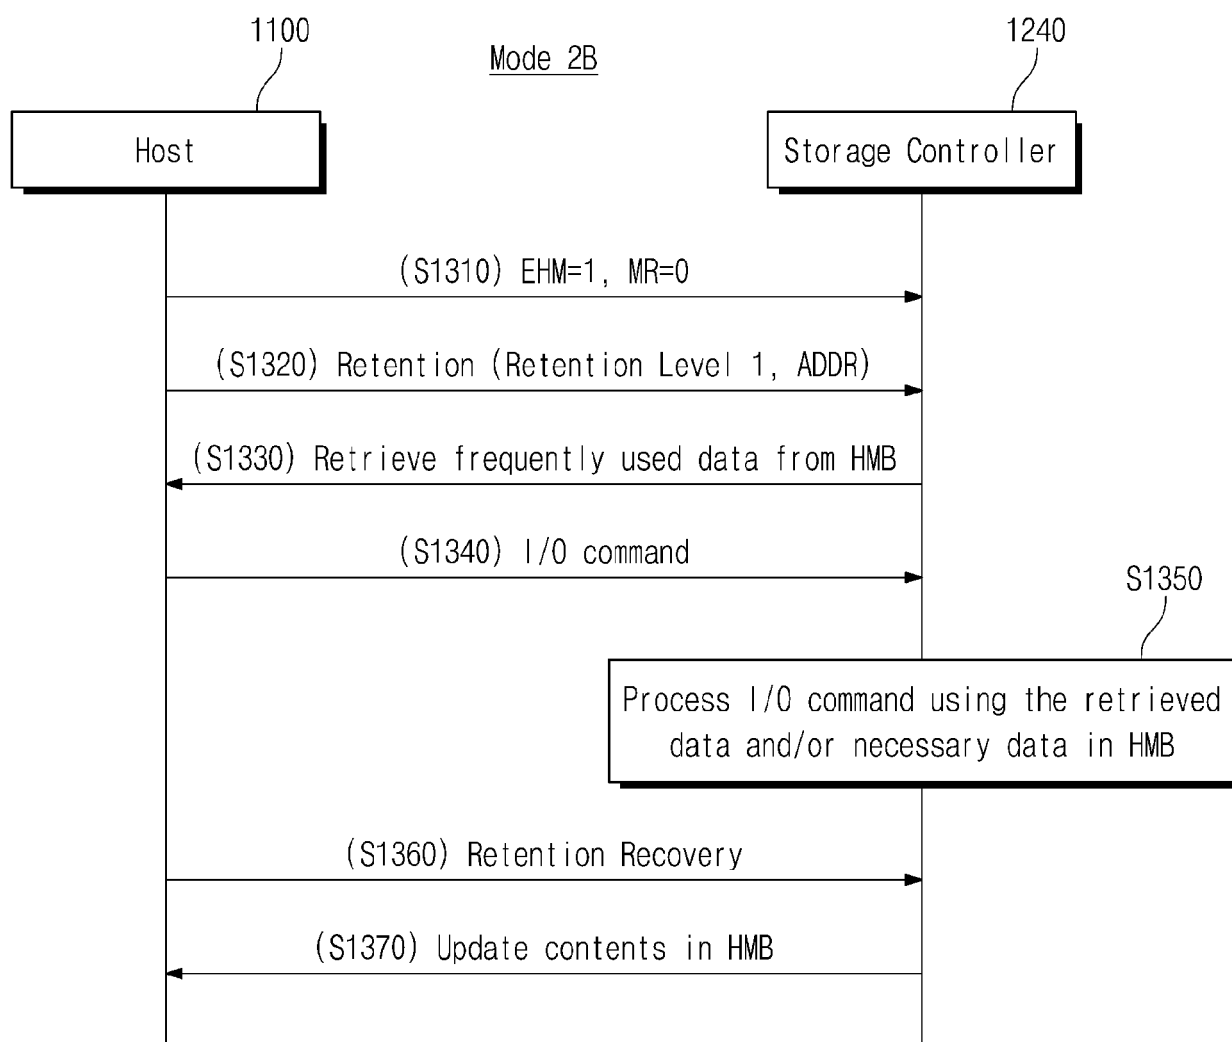 1100
Mode 2B
1240
Host
Storage Controller
(S1310) EHM=1, MR=0
(S1320) Retention (Retention Level 1, ADDR)
(S1330) Retrieve frequently used data from HMB
(S1340) I/O command
S1350
Process I/O command using the retrieved
data and/or necessary data in HMB
(S1360) Retention Recovery
(S1370) Update contents in HMB